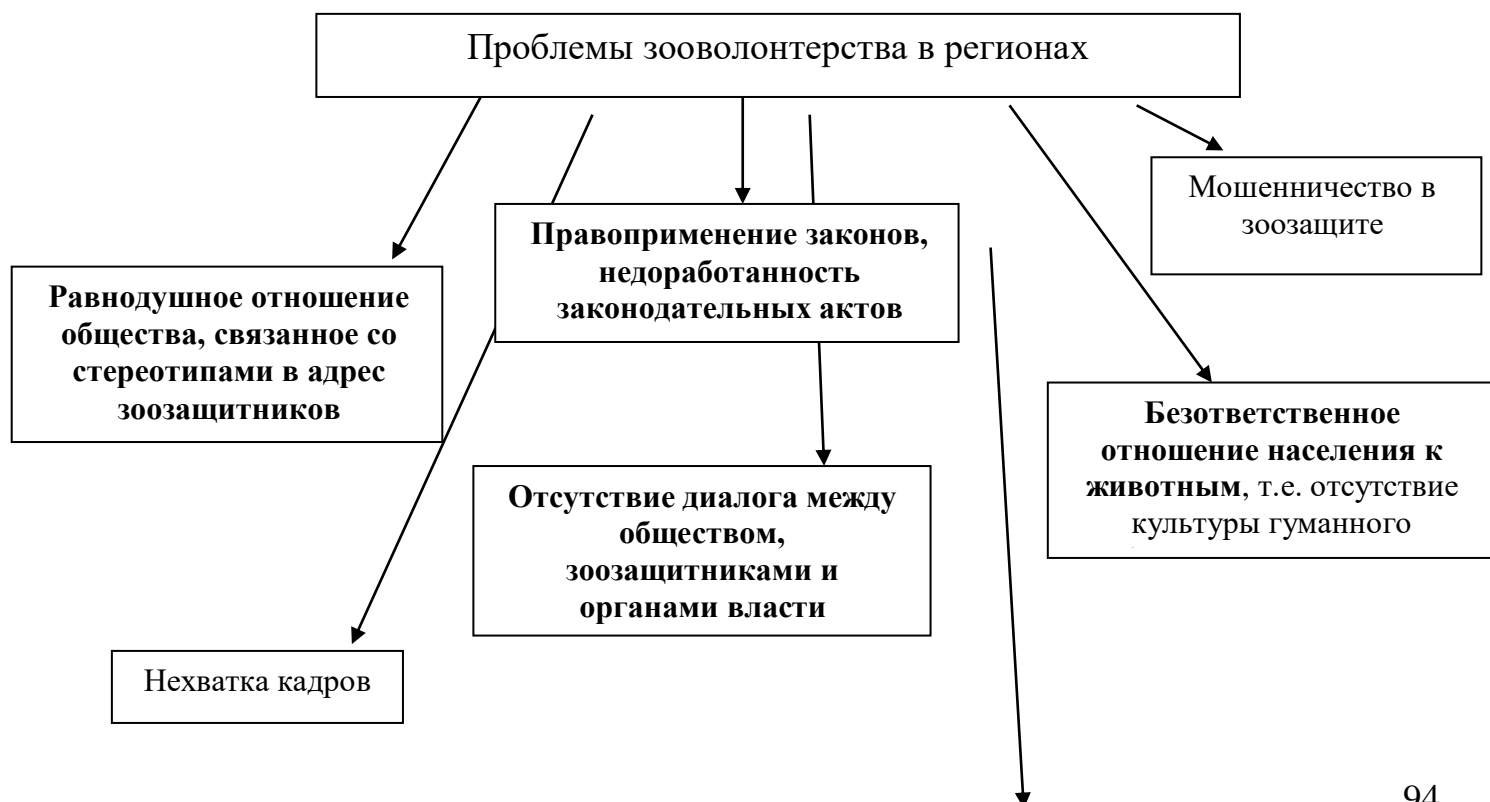 Проблемы зооволонтерства в регионах
Мошенничество в
зоозащите
Правоприменение законов,
недоработанность
законодательных актов
Равнодушное отношение
общества, связанное со
стереотипами в адрес
зоозащитников
Безответственное
отношение населения к
животным, т.е. отсутствие
культуры гуманного
Отсутствие диалога между
обществом,
зоозащитниками и
органами власти
Нехватка кадров
94